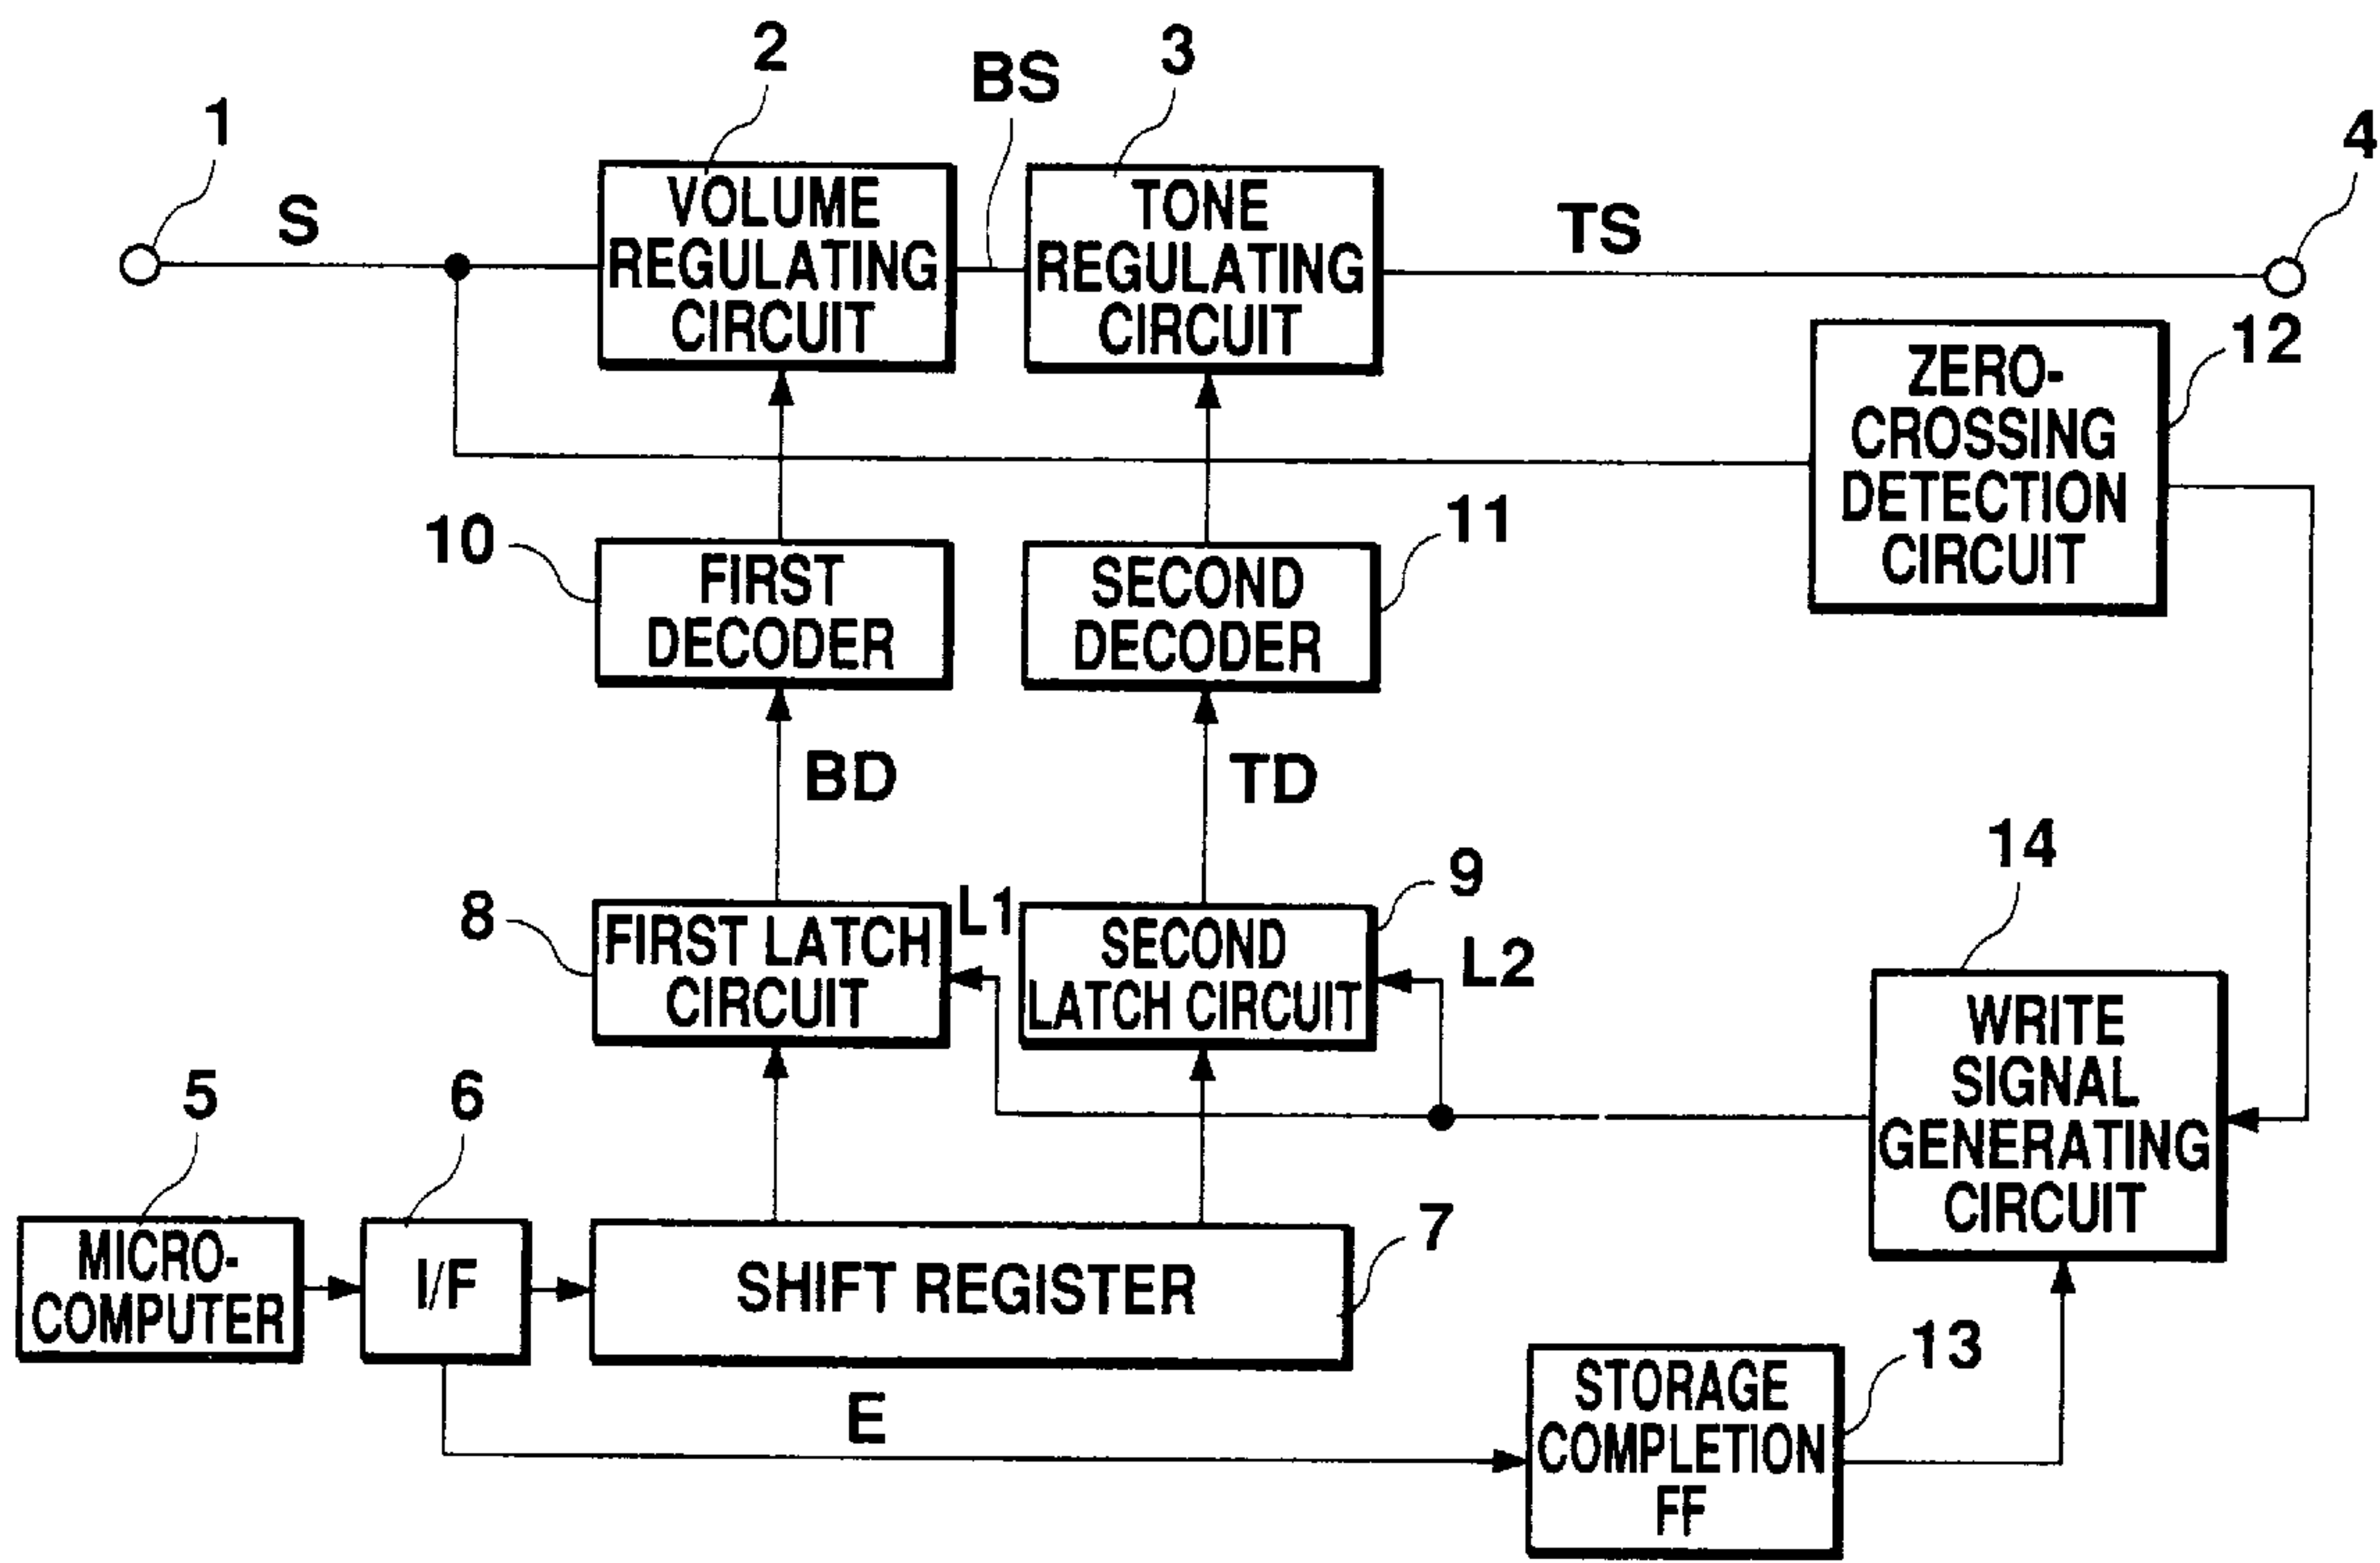 1
S
2
VOLUME
REGULATING
CIRCUIT
BS
3
TONE
REGULATING
CIRCUIT
TS
4
ZERO-
CROSSING
DETECTION
CIRCUIT
12
10
FIRST
DECODER
SECOND
DECODER
11
BD
TD
8
FIRST LATCH
CIRCUIT
L1
SECOND
LATCH CIRCUIT
9
L2
14
WRITE
SIGNAL
GENERATING
CIRCUIT
5
MICRO-
COMPUTER
6
I/F
SHIFT REGISTER
7
E
STORAGE
COMPLETION
FF
13